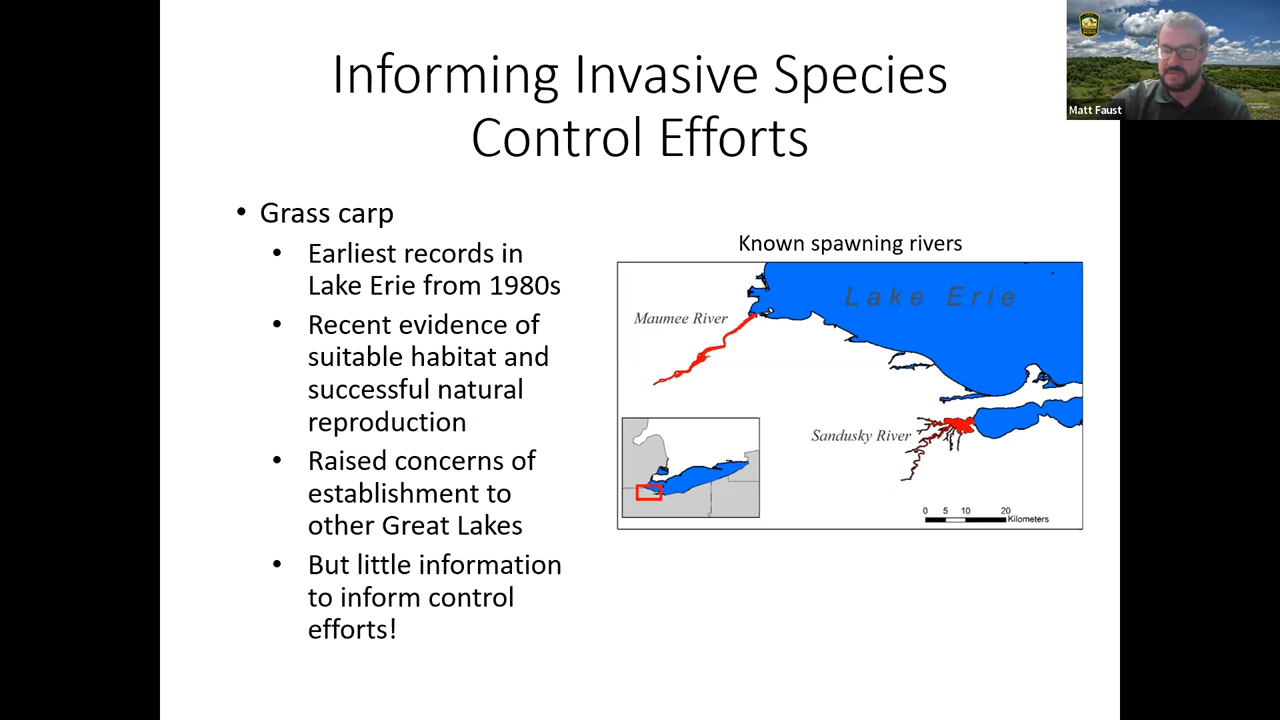 Informing Invasive Species
Control Efforts
Matt Faust
• Grass carp
• Earliest records in
Lake Erie from 1980s
• Recent evidence of
suitable habitat and
successful natural
reproduction
• Raised concerns of
establishment to
other Great Lakes
• But little information
to inform control
efforts!
Known spawning rivers
Lake Erie
Maumee River
Sandusky River
0 5 10 20
Kilometers